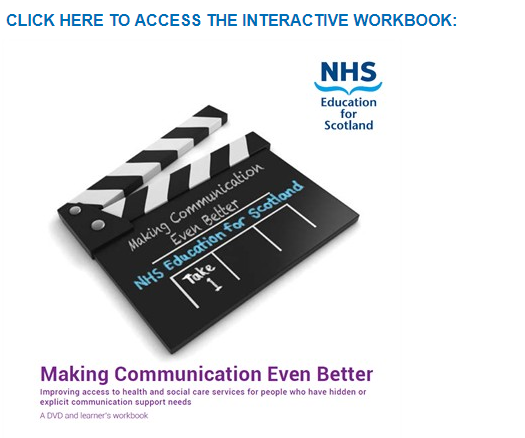 CLICK HERE TO ACCESS THE INTERACTIVE WORKBOOK:
NHS
Education
for
Scotland
Making Communication
Even Better
NHS Education for Scotland
Take
1
Making Communication Even Better
Improving access to health and social care services for people who have hidden or
explicit communication support needs
A DVD and learner's workbook